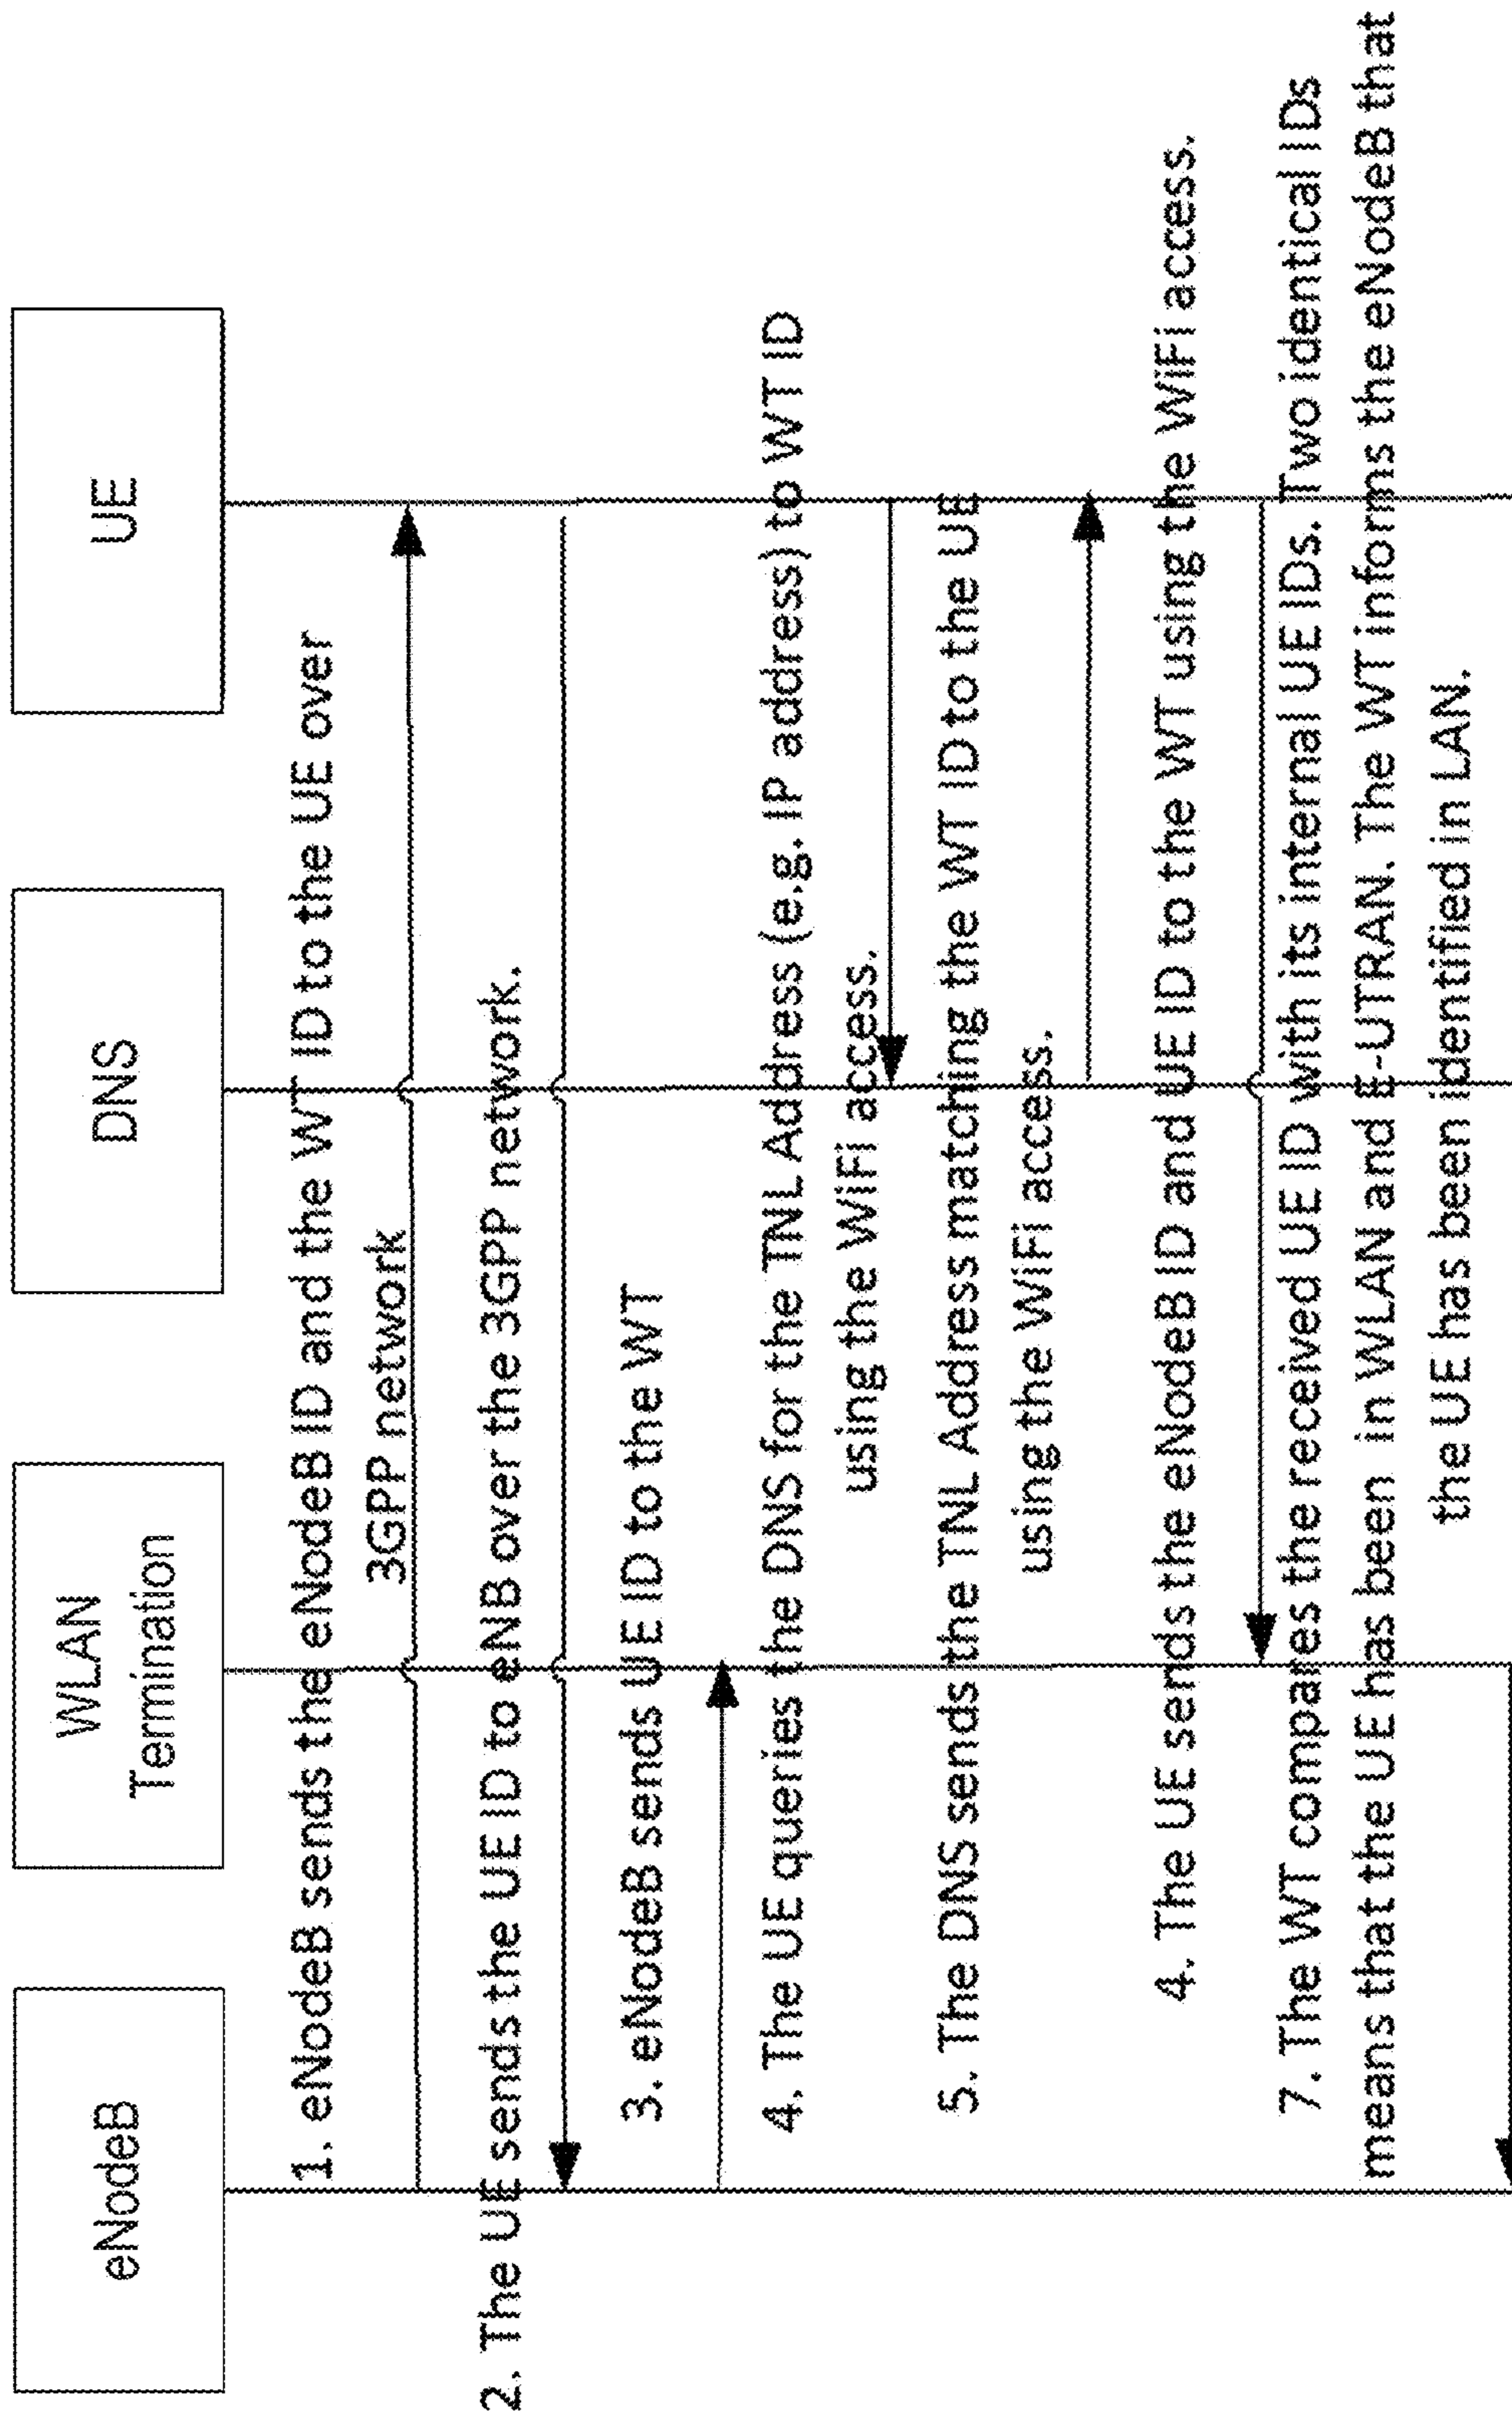 eNodeB
WLAN
Termination
DNS
UE
1. eNodeB sends the eNodeB ID and the WT ID to the UE over
3GPP network
2. The UE sends the UE ID to eNB over the 3GPP network.
3. eNodeB sends UE ID to the WT
4. The UE queries the DNS for the TNL Address (e.g. IP address) to WT ID
using the WiFi access.
5. The DNS sends the TNL Address matching the WT ID to the UE
using the WiFi access.
4. The UE sends the eNodeB ID and UE ID to the WT using the WiFi access.
7. The WT compares the received UE ID with its internal UE IDs. Two identical IDs
means that the UE has been in WLAN and E-UTRAN. The WT informs the eNodeB that
the UE has been identified in LAN.